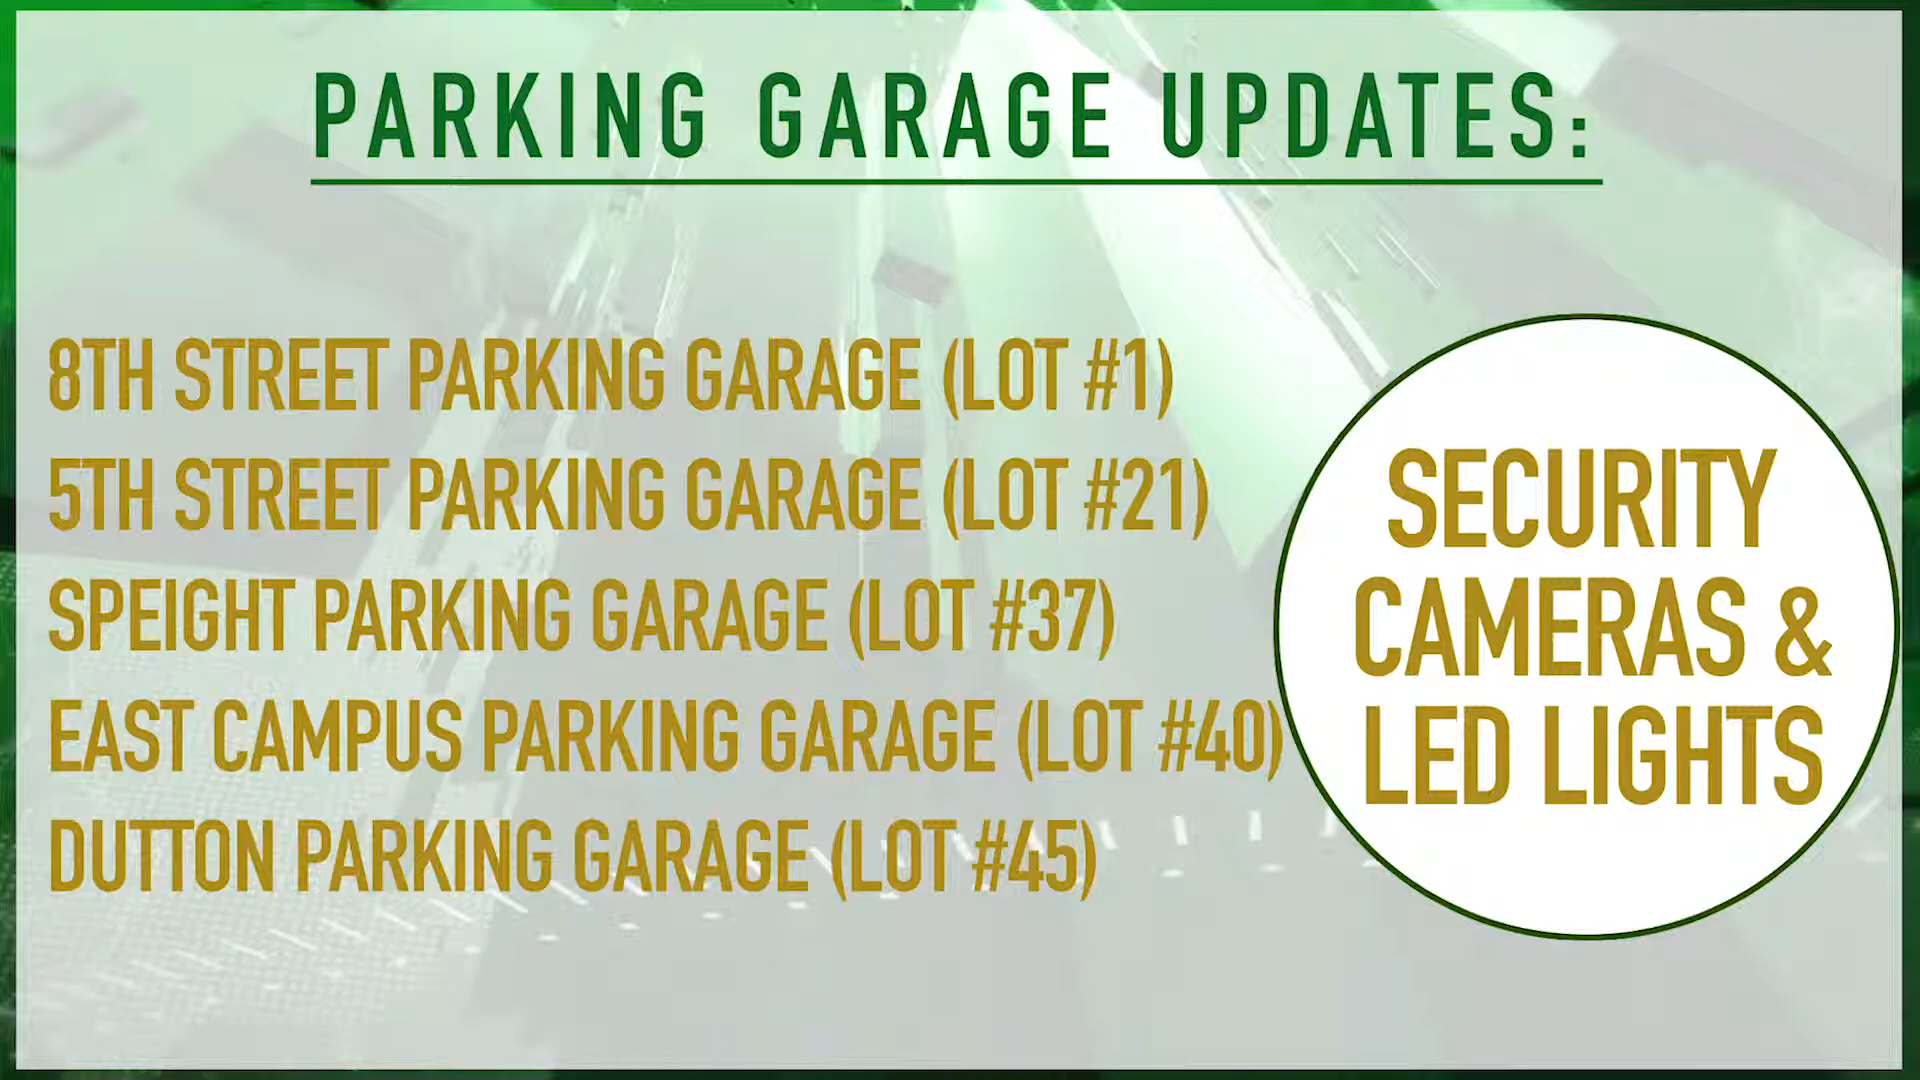 PARKING GARAGE UPDATES:
8TH STREET PARKING GARAGE (LOT #1)
5TH STREET PARKING GARAGE (LOT #21)
SPEIGHT PARKING GARAGE (LOT #37)
EAST CAMPUS PARKING GARAGE (LOT #40)
DUTTON PARKING GARAGE (LOT #45)
SECURITY
CAMERAS &
LED LIGHTS